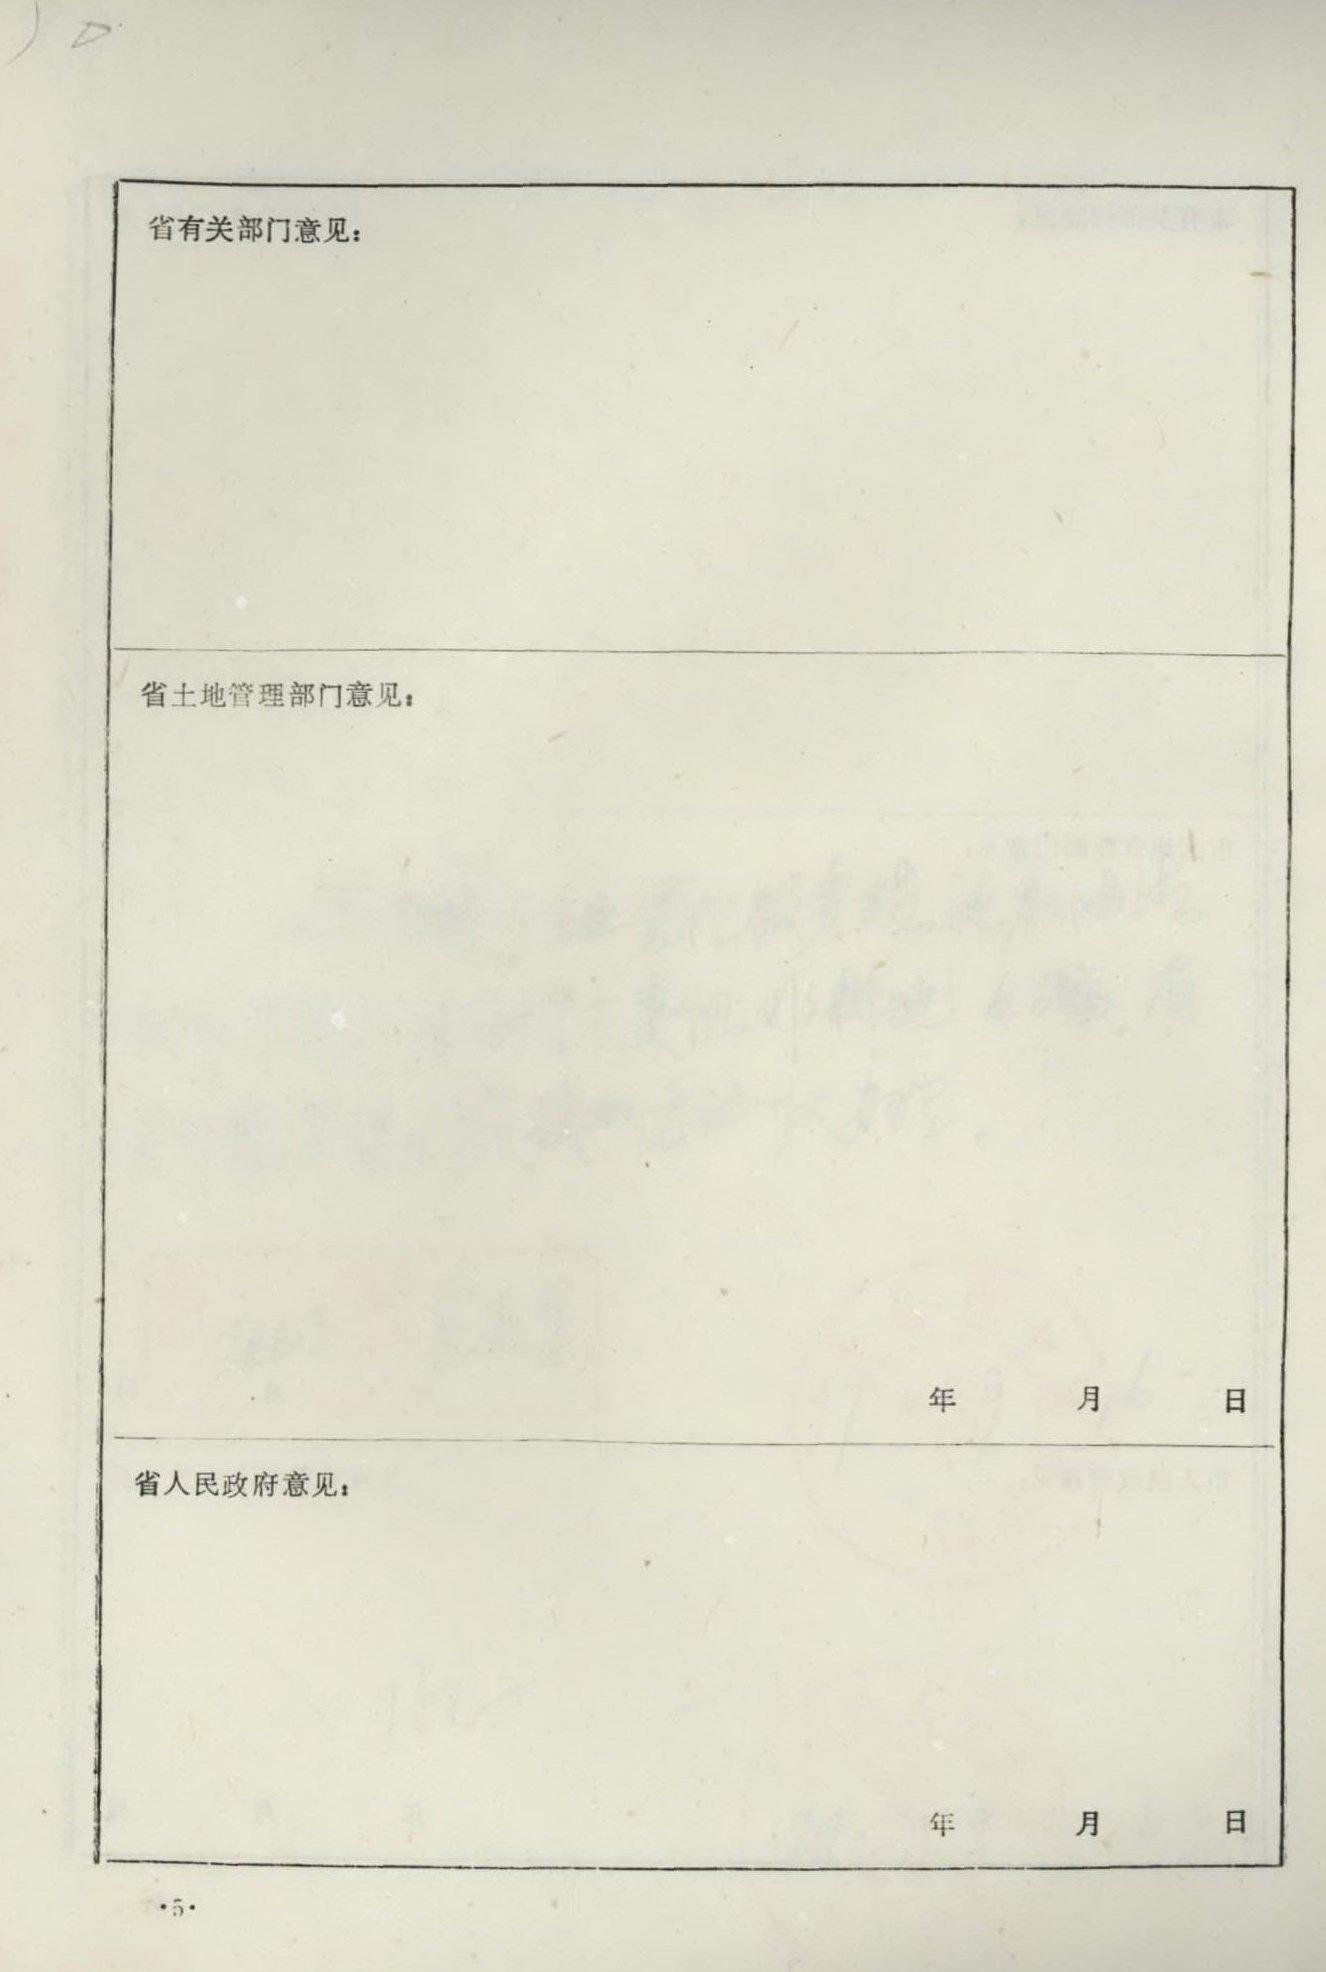 省有关部门意见：
省土地管理部门意见：
年 月 日
省人民政府意见：
年 月 日
·5·